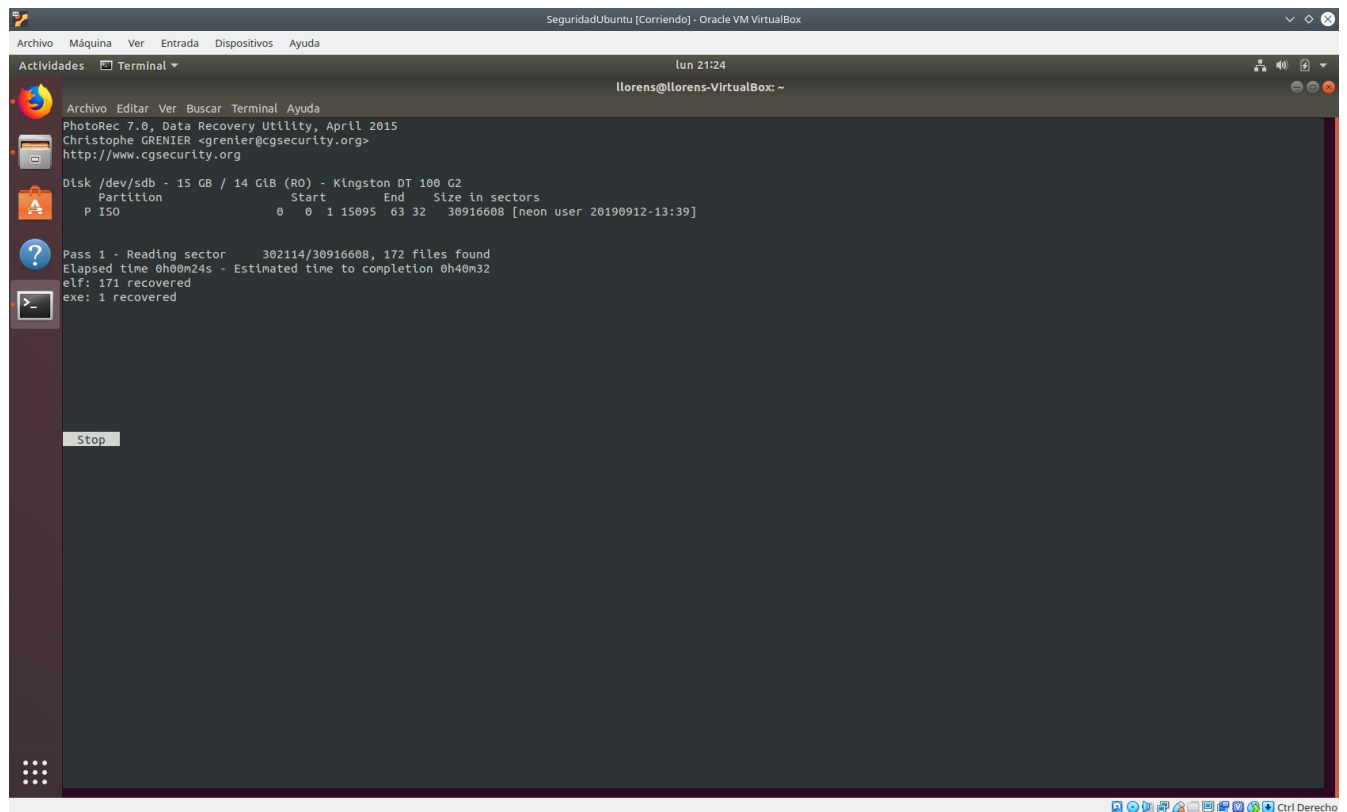 SeguridadUbuntu [Corriendo] - Oracle VM VirtualBox
Archivo Máquina Ver Entrada Dispositivos Ayuda
Actividades Terminal lun 21:24
llorens@llorens-VirtualBox: ~
Archivo Editar Ver Buscar Terminal Ayuda
PhotoRec 7.0, Data Recovery Utility, April 2015
Christophe GRENIER <grenier@cgsecurity.org>
http://www.cgsecurity.org
Disk /dev/sdb - 15 GB / 14 GiB (RO) - Kingston DT 100 G2
Partition Start End Size in sectors
P ISO 0 0 1 15095 63 32 30916608 [neon user 20190912-13:39]
Pass 1 - Reading sector 302114/30916608, 172 files found
Elapsed time 0h00m24s - Estimated time to completion 0h40m32
elf: 171 recovered
exe: 1 recovered
Stop
Ctrl Derecho